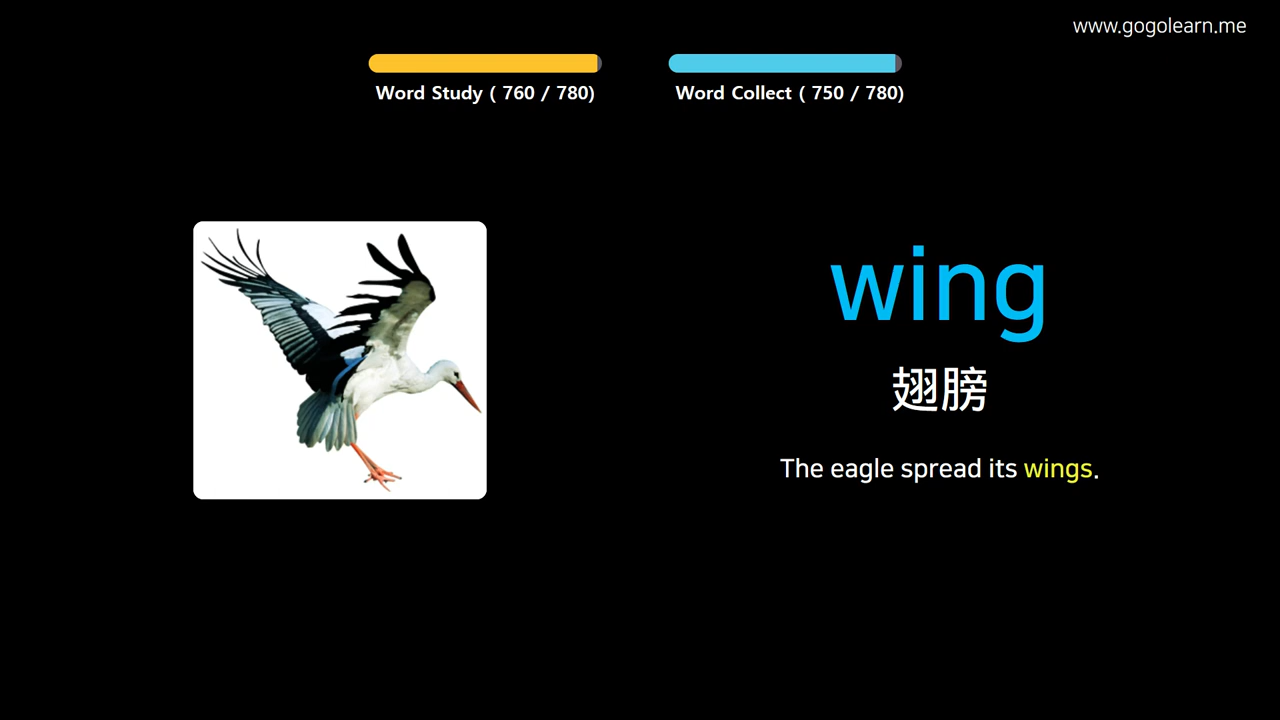 www.gogolearn.me
Word Study ( 760 / 780)
Word Collect ( 750 / 780)
wing
翅膀
The eagle spread its wings.